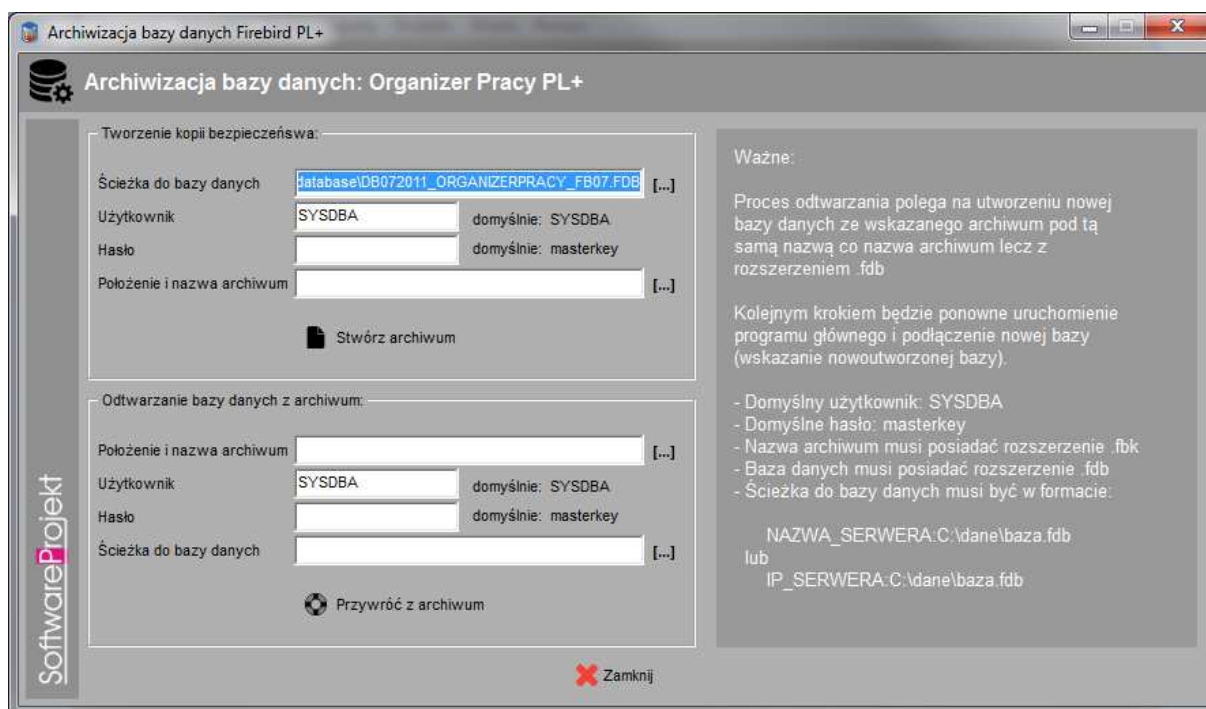 Archiwizacja bazy danych Firebird PL+
Archiwizacja bazy danych: Organizer Pracy PL+
Tworzenie kopii bezpieczeńswa:
Ścieżka do bazy danych database\DB072011_ORGANIZERPRACY_FB07.FDB [...]
Użytkownik SYSDBA domyślnie: SYSDBA
Hasło domyślnie: masterkey
Położenie i nazwa archiwum [...]
Stwórz archiwum
Odtwarzanie bazy danych z archiwum:
Położenie i nazwa archiwum [...]
Użytkownik SYSDBA domyślnie: SYSDBA
Hasło domyślnie: masterkey
Ścieżka do bazy danych [...]
Przywróć z archiwum
Ważne:
Proces odtwarzania polega na utworzeniu nowej
bazy danych ze wskazanego archiwum pod tą
samą nazwą co nazwa archiwum lecz z
rozszerzeniem .fdb
Kolejnym krokiem będzie ponowne uruchomienie
programu głównego i podłączenie nowej bazy
(wskazanie nowoutworzonej bazy).
- Domyślny użytkownik: SYSDBA
- Domyślne hasło: masterkey
- Nazwa archiwum musi posiadać rozszerzenie .fbk
- Baza danych musi posiadać rozszerzenie .fdb
- Ścieżka do bazy danych musi być w formacie:
NAZWA_SERWERA:C:\dane\baza.fdb
lub
IP_SERWERA:C:\dane\baza.fdb
SoftwareProjekt
Zamknij